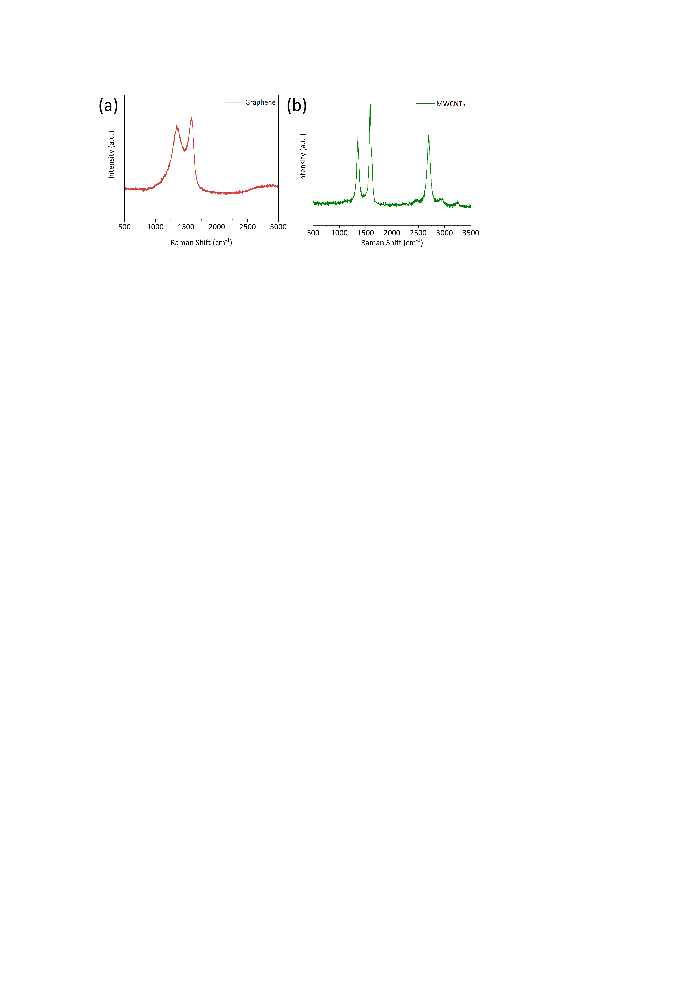 (a)
Graphene
Intensity (a.u.)
500 1000 1500 2000 2500 3000
Raman Shift (cm⁻¹)
(b)
MWCNTs
Intensity (a.u.)
500 1000 1500 2000 2500 3000 3500
Raman Shift (cm⁻¹)